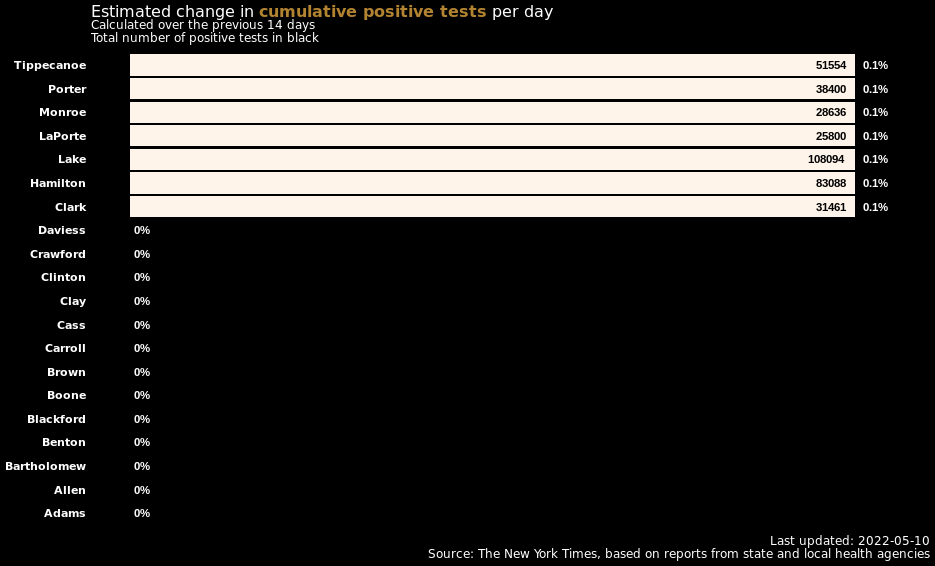 Estimated change in cumulative positive tests per day
Calculated over the previous 14 days
Total number of positive tests in black
Tippecanoe 51554 0.1%
Porter 38400 0.1%
Monroe 28636 0.1%
LaPorte 25800 0.1%
Lake 108094 0.1%
Hamilton 83088 0.1%
Clark 31461 0.1%
Daviess 0%
Crawford 0%
Clinton 0%
Clay 0%
Cass 0%
Carroll 0%
Brown 0%
Boone 0%
Blackford 0%
Benton 0%
Bartholomew 0%
Allen 0%
Adams 0%
Last updated: 2022-05-10
Source: The New York Times, based on reports from state and local health agencies